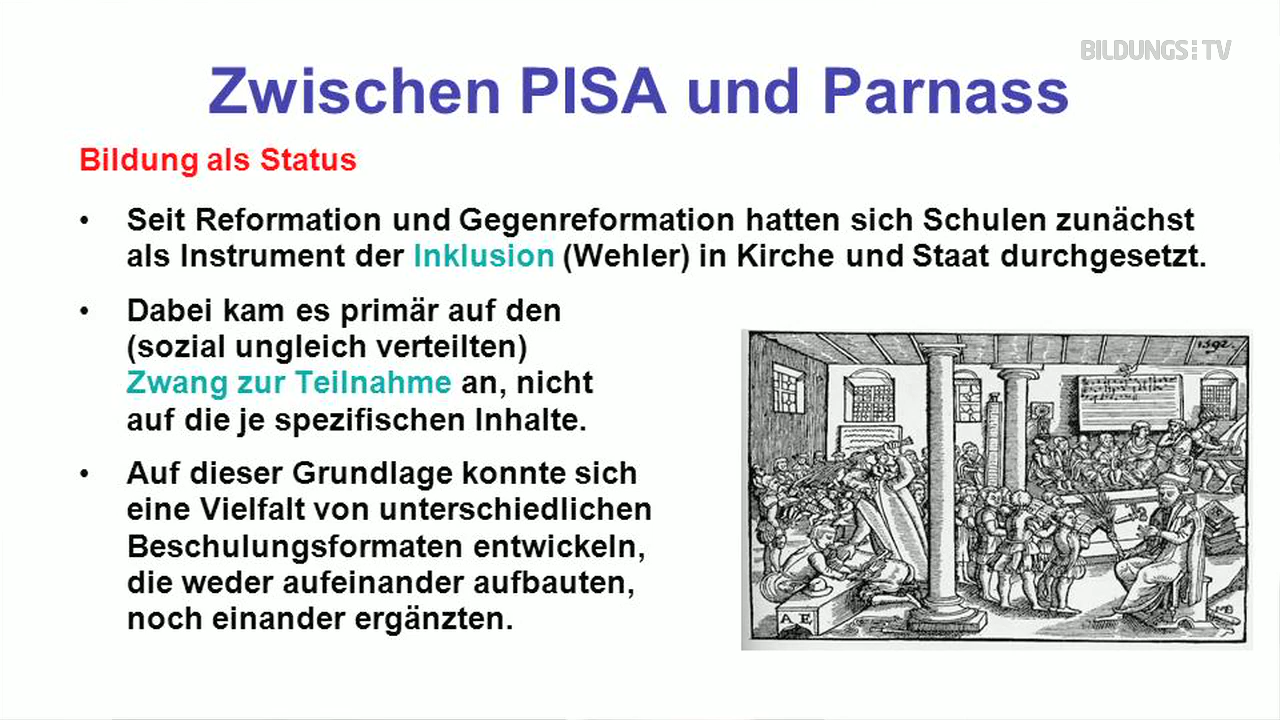 BILDUNGS:TV
Zwischen PISA und Parnass
Bildung als Status
• Seit Reformation und Gegenreformation hatten sich Schulen zunächst
als Instrument der Inklusion (Wehler) in Kirche und Staat durchgesetzt.
• Dabei kam es primär auf den
(sozial ungleich verteilten)
Zwang zur Teilnahme an, nicht
auf die je spezifischen Inhalte.
• Auf dieser Grundlage konnte sich
eine Vielfalt von unterschiedlichen
Beschulungsformaten entwickeln,
die weder aufeinander aufbauten,
noch einander ergänzten.
1592.
A E
MB